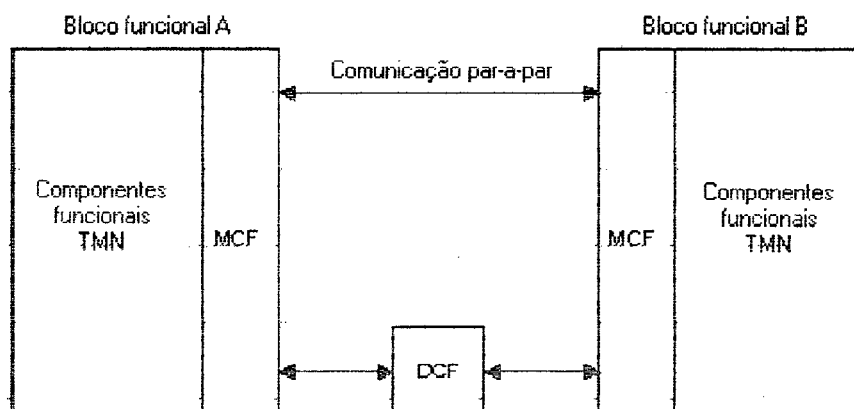 Bloco funcional A
Bloco funcional B
Comunicação par-a-par
Componentes
funcionais
TMN
MCF
MCF
Componentes
funcionais
TMN
DCF